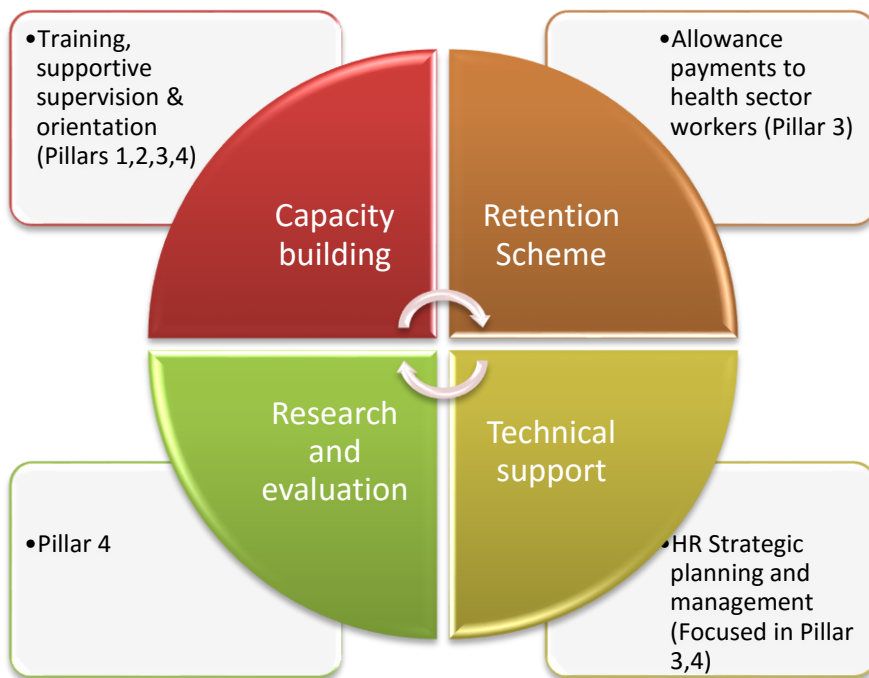 •Training,
supportive
supervision &
orientation
(Pillars 1,2,3,4)
•Allowance
payments to
health sector
workers (Pillar 3)
Capacity
building
Retention
Scheme
Research
and
evaluation
Technical
support
•Pillar 4
•HR Strategic
planning and
management
(Focused in Pillar
3,4)